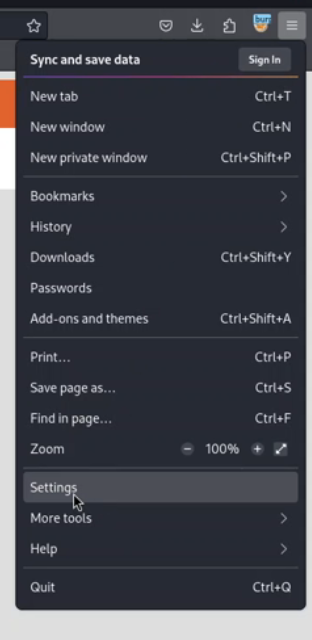 burp
Sync and save data Sign In
New tab Ctrl+T
New window Ctrl+N
New private window Ctrl+Shift+P
Bookmarks
History
Downloads Ctrl+Shift+Y
Passwords
Add-ons and themes Ctrl+Shift+A
Print... Ctrl+P
Save page as... Ctrl+S
Find in page... Ctrl+F
Zoom − 100% +
Settings
More tools
Help
Quit Ctrl+Q